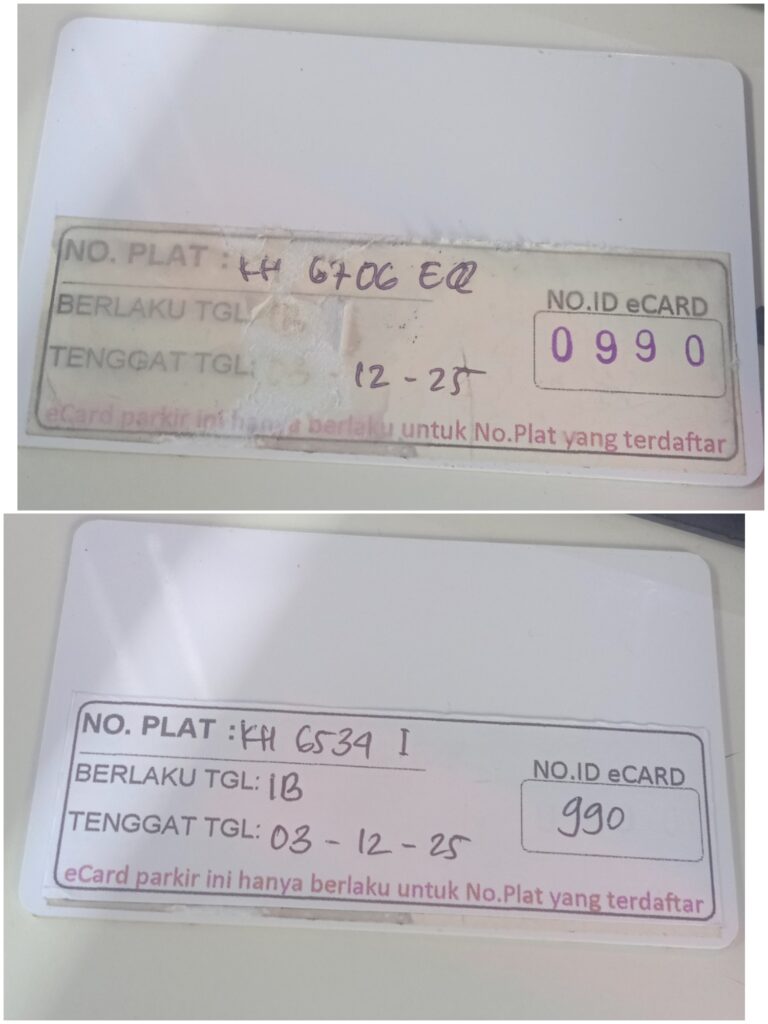 NO. PLAT : KH 6706 EQ
BERLAKU TGL: 1B
TENGGAT TGL: 03 - 12 - 25
NO.ID eCARD
0990
eCard parkir ini hanya berlaku untuk No.Plat yang terdaftar
NO. PLAT : KH 6534 I
BERLAKU TGL: 1B
TENGGAT TGL: 03 - 12 - 25
NO.ID eCARD
990
eCard parkir ini hanya berlaku untuk No.Plat yang terdaftar